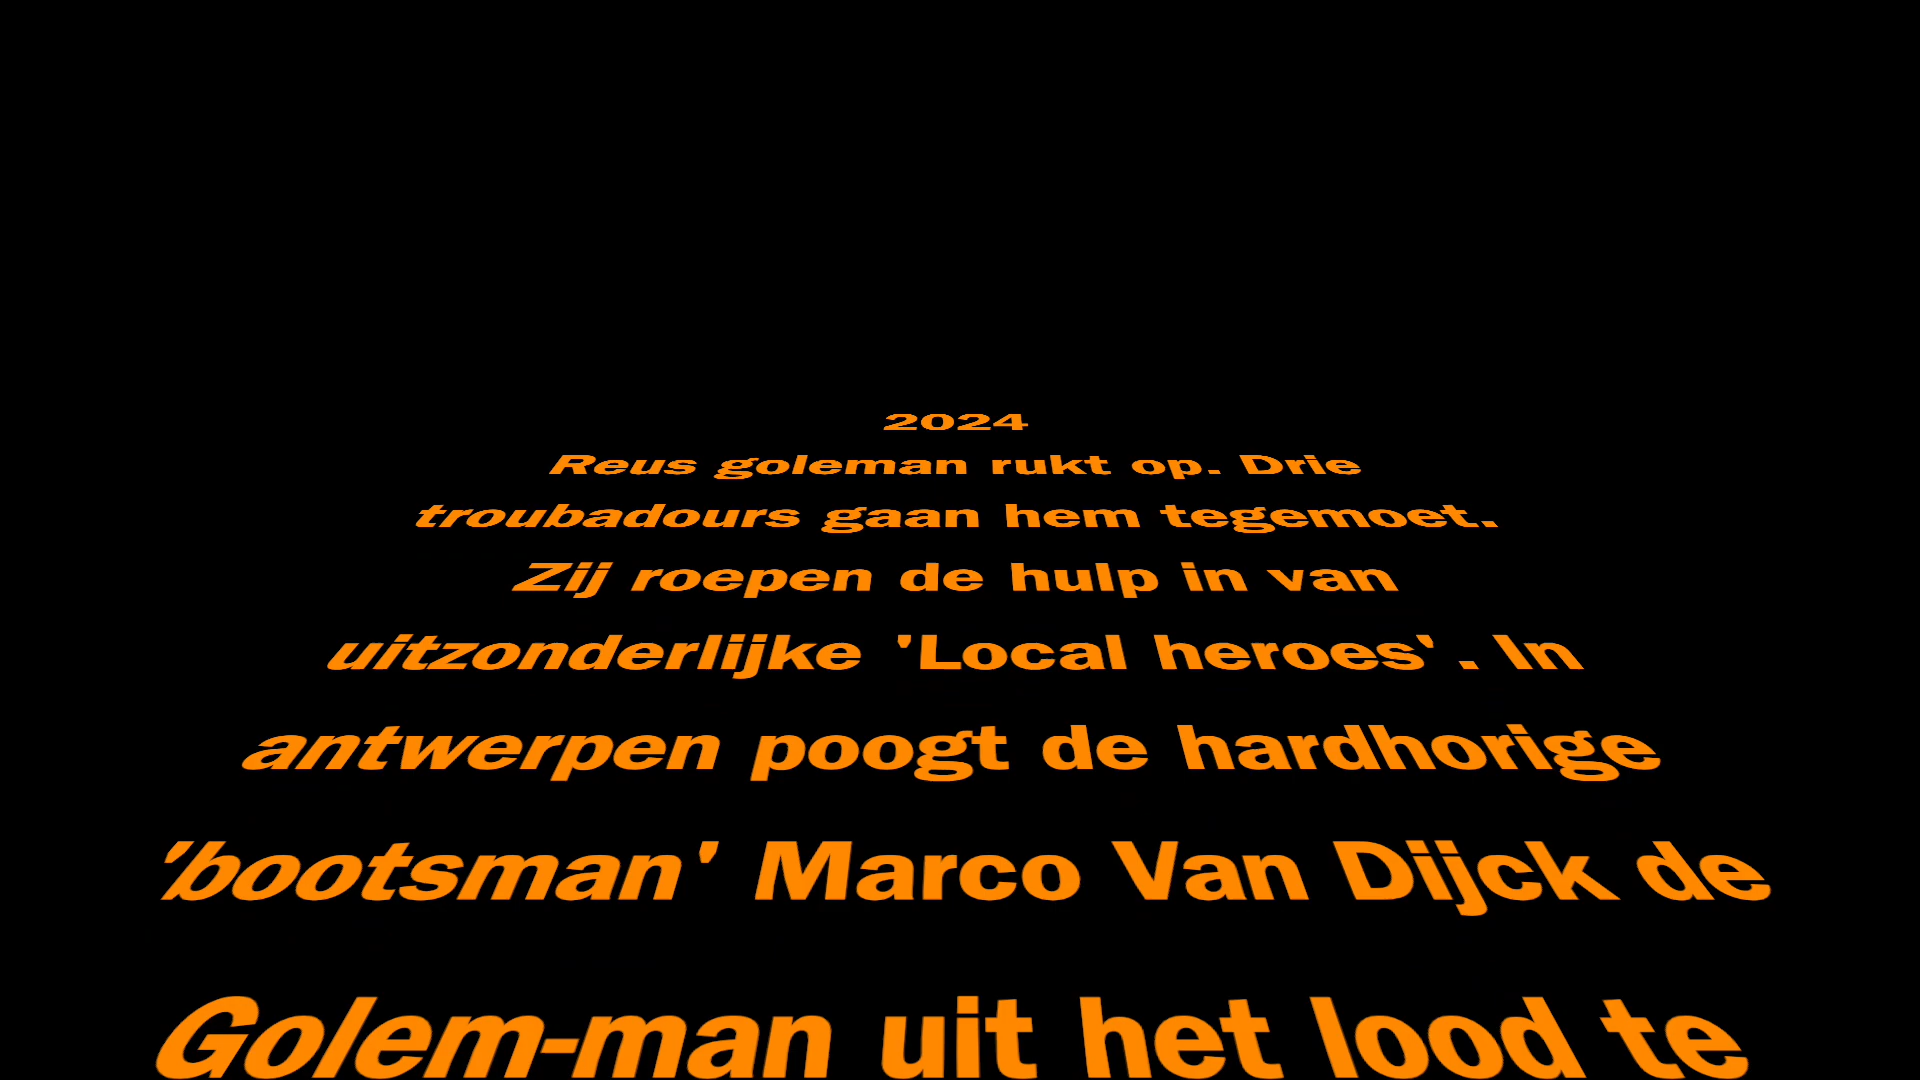 2024
Reus goleman rukt op. Drie
troubadours gaan hem tegemoet.
Zij roepen de hulp in van
uitzonderlijke 'Local heroes' . In
antwerpen poogt de hardhorige
'bootsman' Marco Van Dijck de
Golem-man uit het lood te